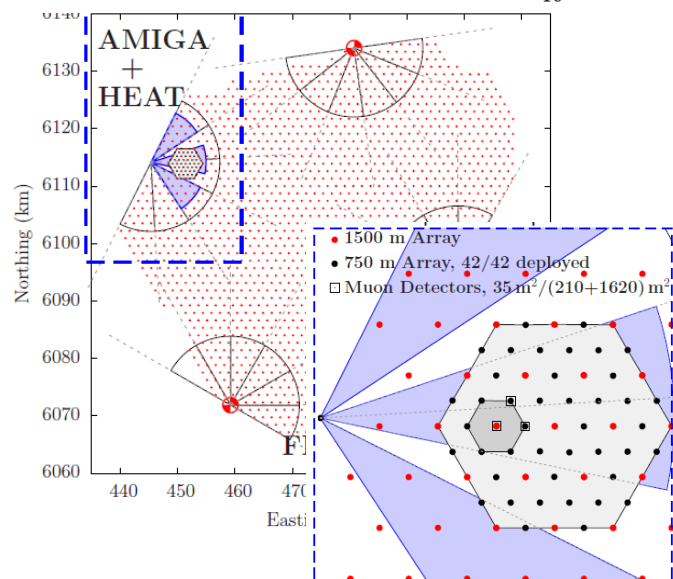 6140
AMIGA
+
HEAT
6130
6120
6110
6100
6090
6080
6070
6060
Northing (km)
440
450
460
470
Easti
1500 m Array
750 m Array, 42/42 deployed
Muon Detectors, 35 m²/(210+1620) m²